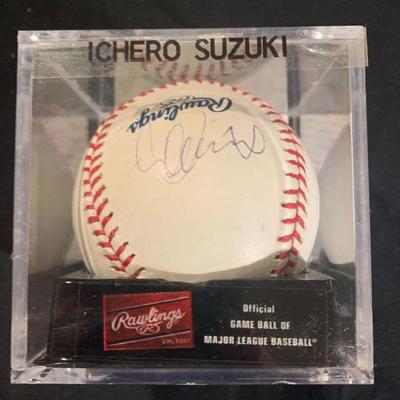 ICHERO SUZUKI
Rawlings
Rawlings
Official
GAME BALL OF
MAJOR LEAGUE BASEBALL®